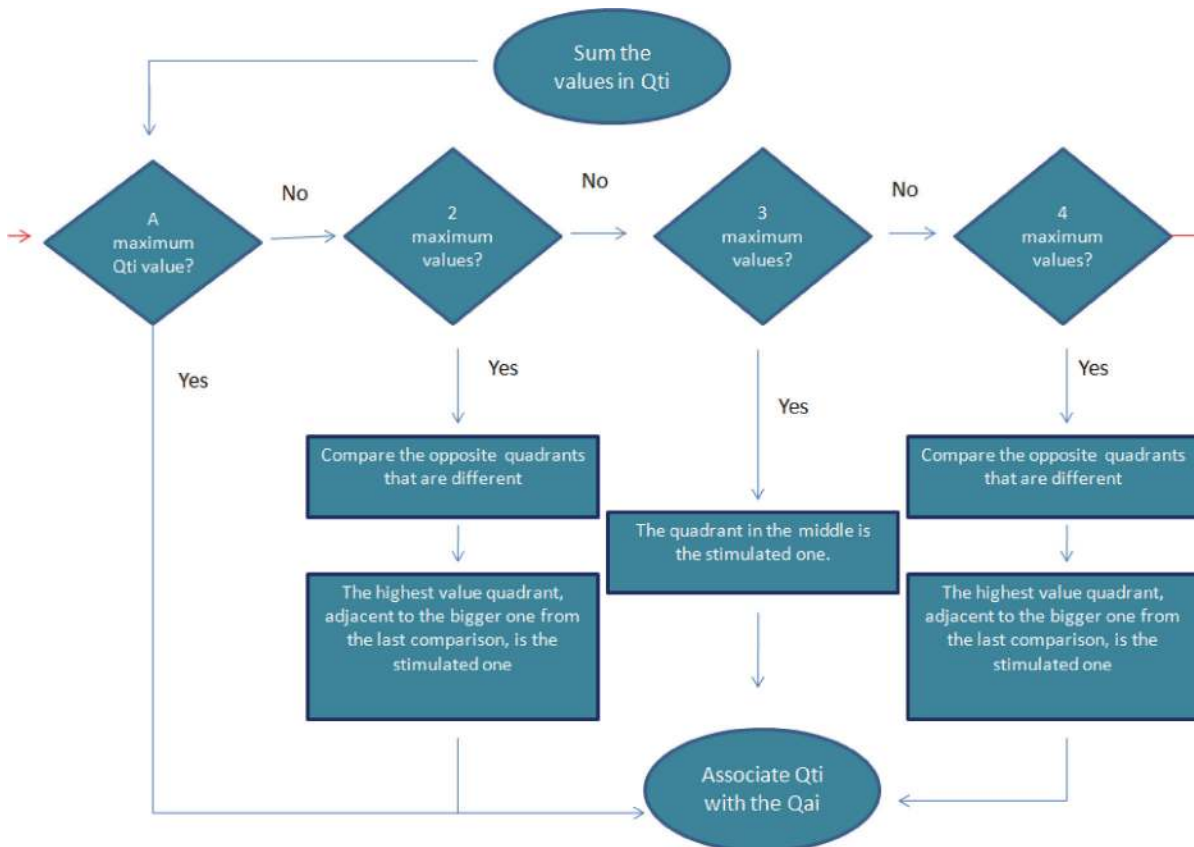 Sum the
values in Qti
A
maximum
Qti value?
No
2
maximum
values?
No
3
maximum
values?
No
4
maximum
values?
Yes
Yes
Yes
Yes
Compare the opposite quadrants
that are different
The quadrant in the middle is
the stimulated one.
Compare the opposite quadrants
that are different
The highest value quadrant,
adjacent to the bigger one from
the last comparison, is the
stimulated one
The highest value quadrant,
adjacent to the bigger one from
the last comparison, is the
stimulated one
Associate Qti
with the Qai